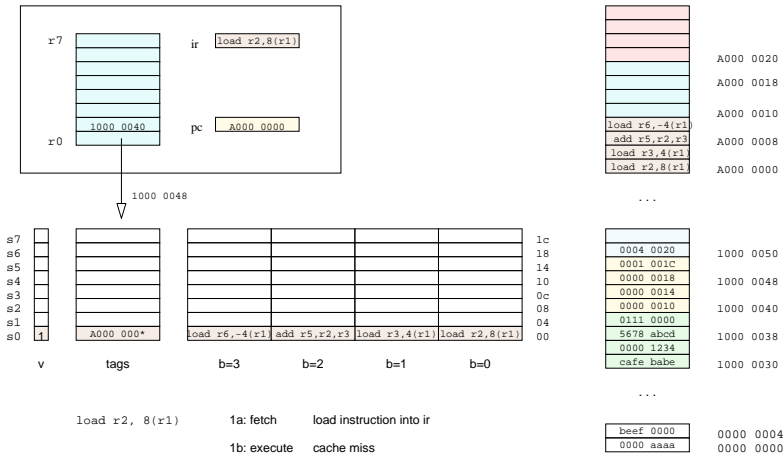 r7
r0
1000 0040
ir
load r2,8(r1)
pc
A000 0000
1000 0048
A000 0020
A000 0018
A000 0010
load r6,-4(r1)
add r5,r2,r3
A000 0008
load r3,4(r1)
load r2,8(r1)
A000 0000
...
s7
s6
s5
s4
s3
s2
s1
s0
1
A000 000*
load r6,-4(r1) add r5,r2,r3 load r3,4(r1) load r2,8(r1)
1c
18
14
10
0c
08
04
00
v tags b=3 b=2 b=1 b=0
0004 0020
1000 0050
0001 001C
0000 0018
1000 0048
0000 0014
0000 0010
1000 0040
0111 0000
5678 abcd
1000 0038
0000 1234
cafe babe
1000 0030
...
beef 0000
0000 0004
0000 aaaa
0000 0000
load r2, 8(r1) 1a: fetch load instruction into ir
1b: execute cache miss